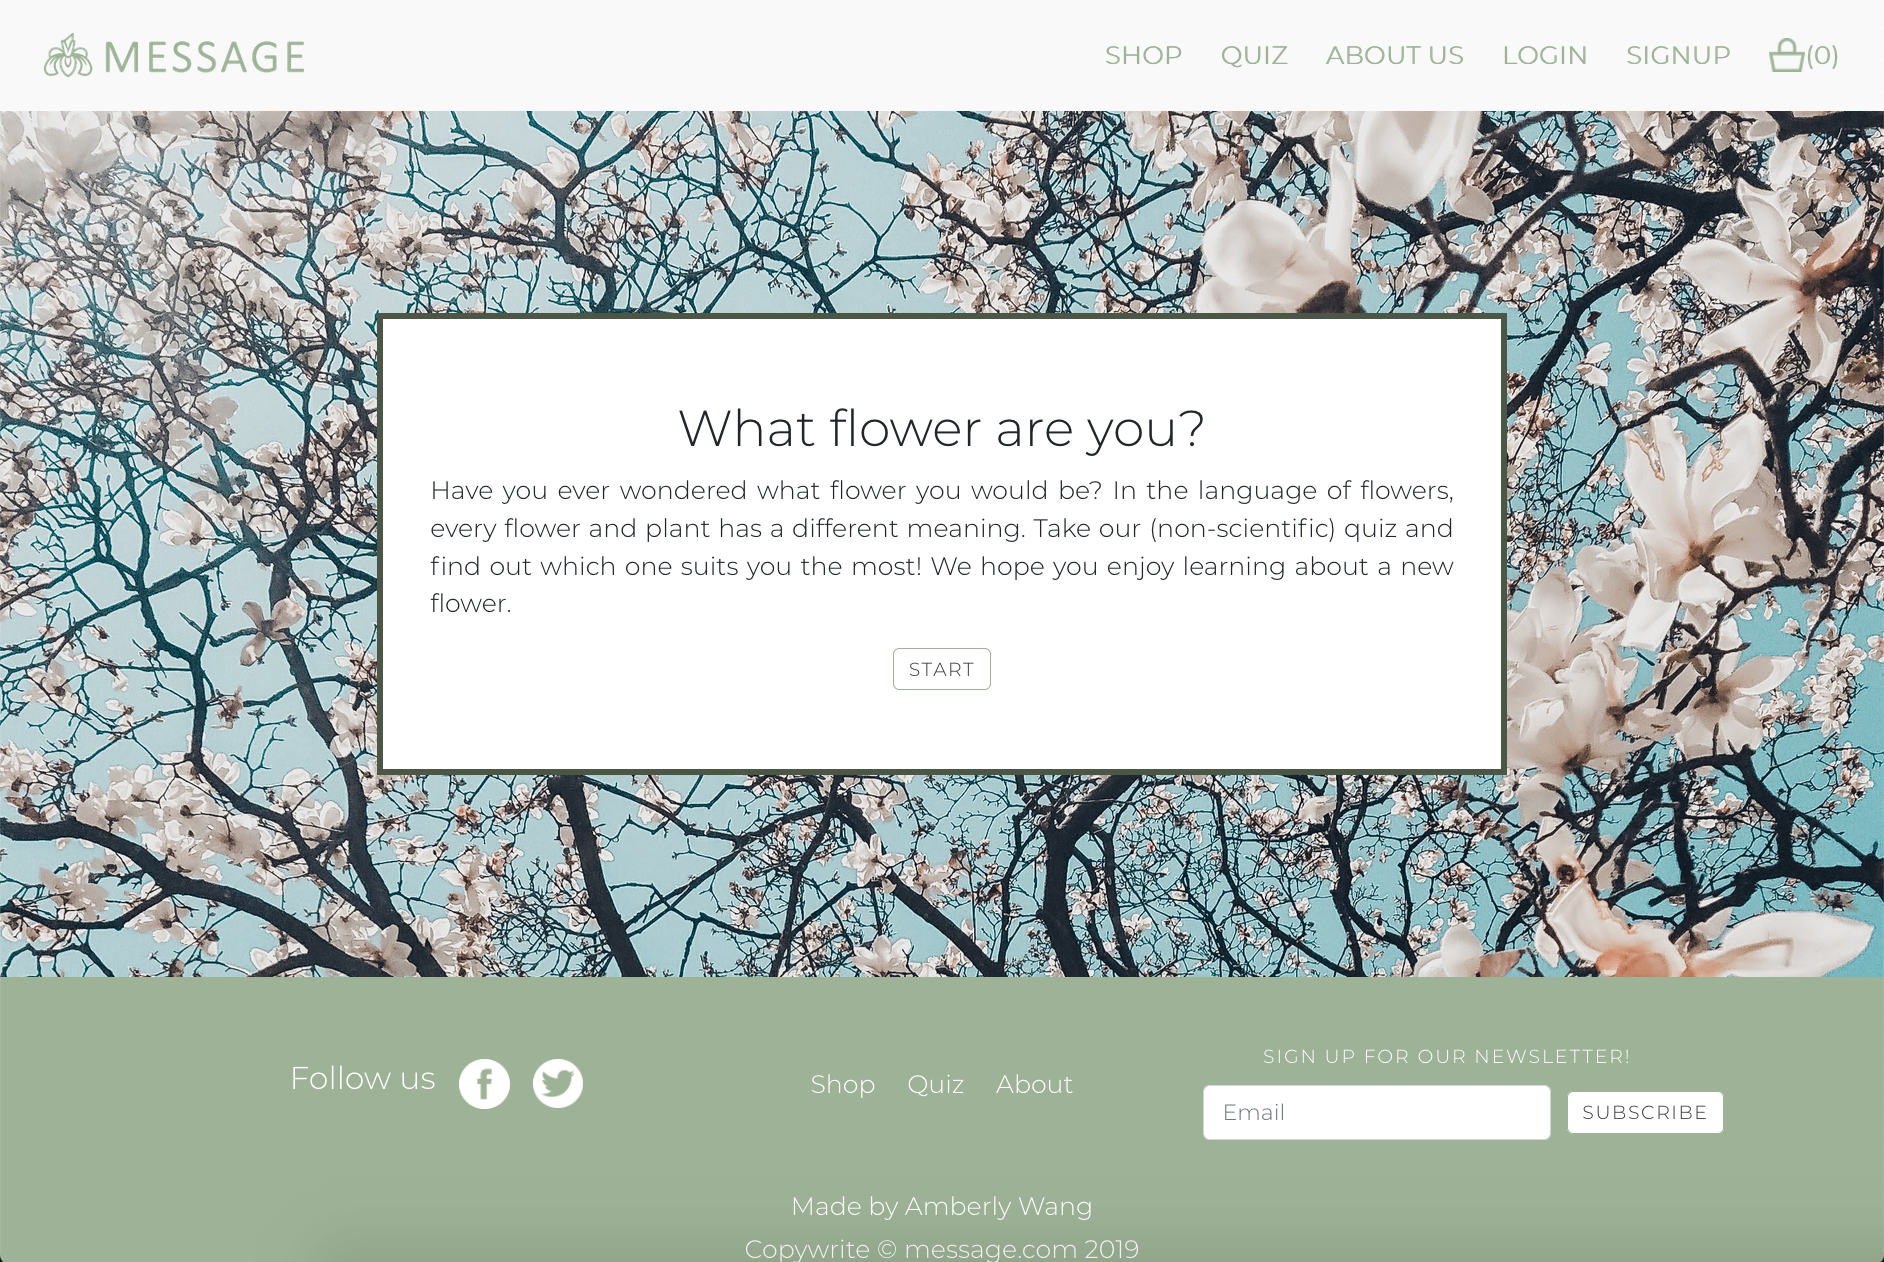 MESSAGE
SHOP QUIZ ABOUT US LOGIN SIGNUP (0)
What flower are you?
Have you ever wondered what flower you would be? In the language of flowers,
every flower and plant has a different meaning. Take our (non-scientific) quiz and
find out which one suits you the most! We hope you enjoy learning about a new
flower.
START
Follow us
Shop Quiz About
SIGN UP FOR OUR NEWSLETTER!
Email SUBSCRIBE
Made by Amberly Wang
Copywrite © message.com 2019